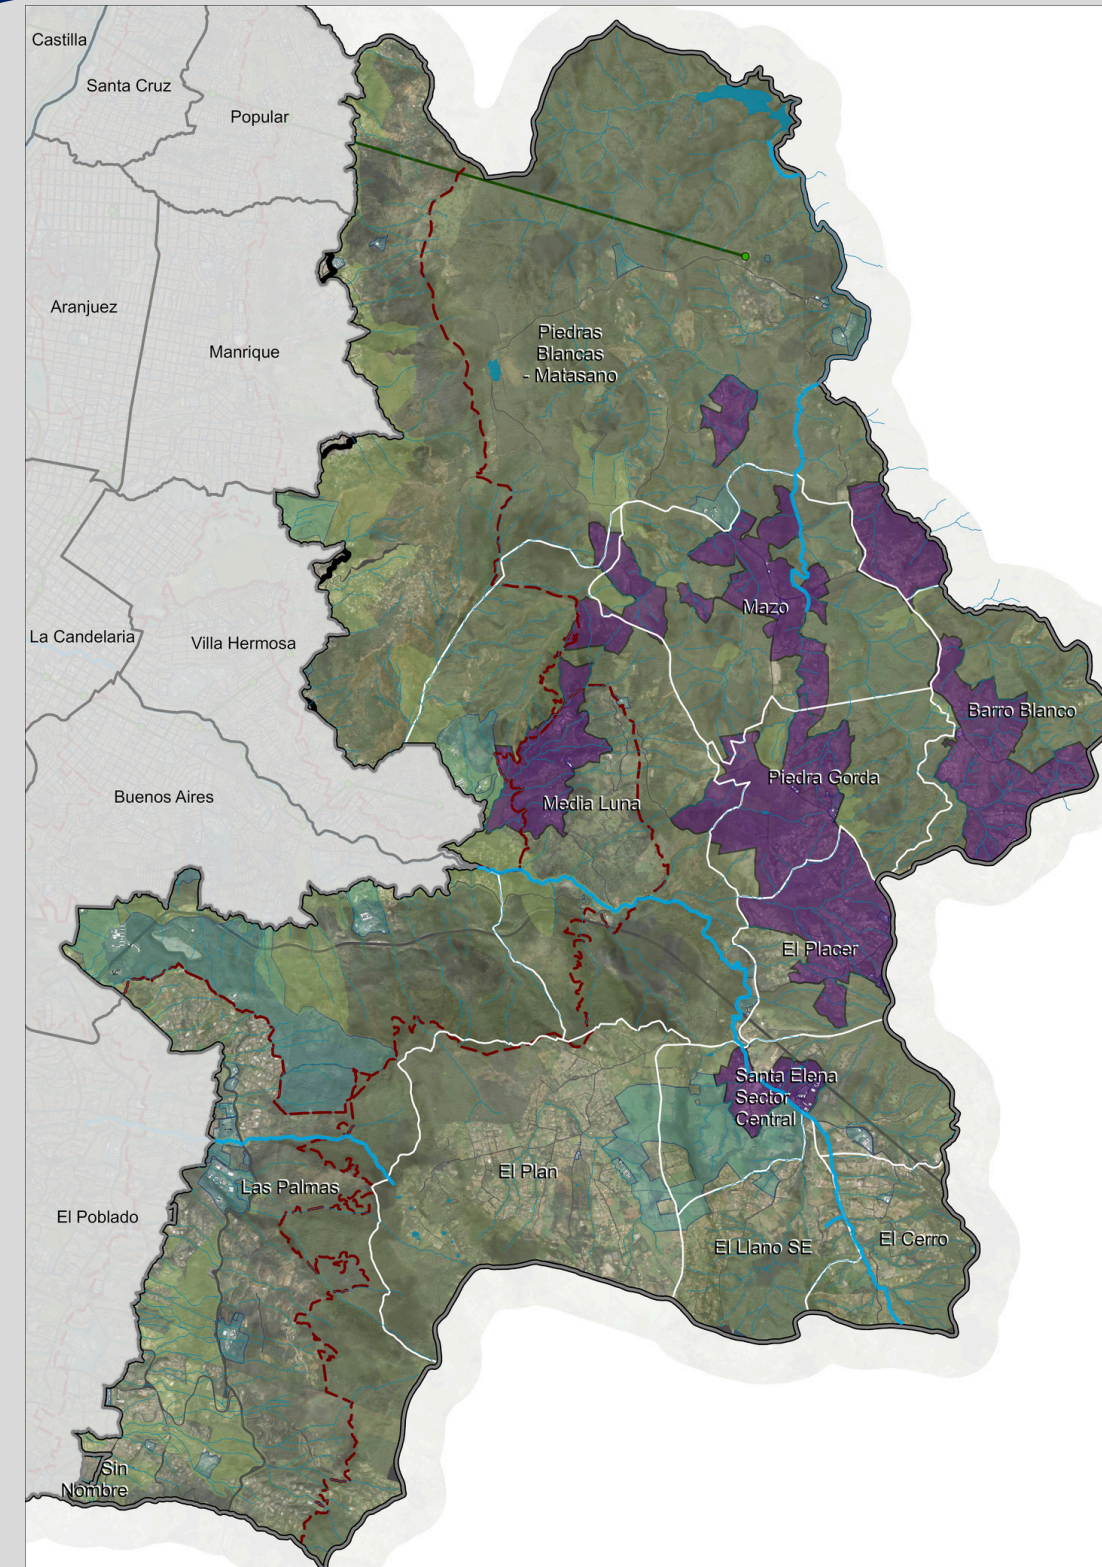 Castilla
Santa Cruz
Popular
Aranjuez
Manrique
Piedras
Blancas
- Matasano
Mazo
La Candelaria
Villa Hermosa
Barro Blanco
Piedra Gorda
Buenos Aires
Media Luna
El Placer
Santa Elena
Sector
Central
El Plan
Las Palmas
El Poblado
El Llano SE
El Cerro
Sin
Nombre